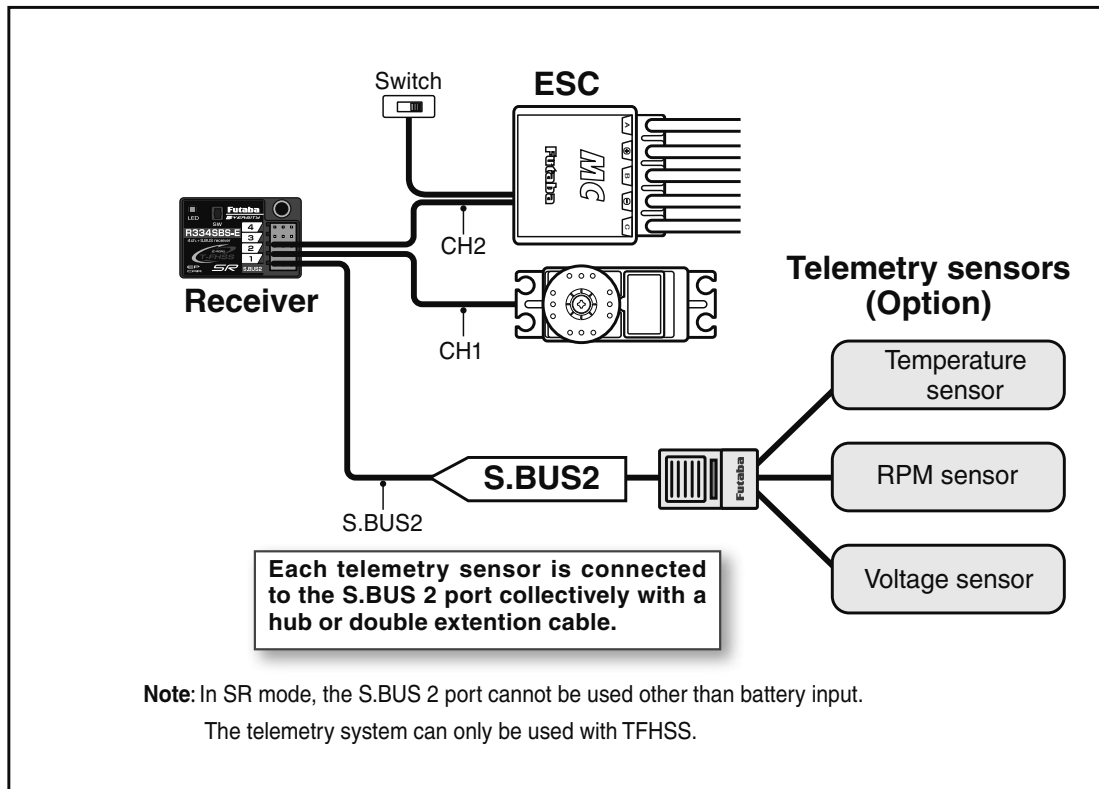 Switch
ESC
A
B
C
MC
Futaba
CH2
LED
SW
Futaba
R334SBS-E
4
3
2
1
T-FHSS
SR
S.BUS2
Receiver
CH1
Telemetry sensors
(Option)
Temperature
sensor
RPM sensor
Voltage sensor
S.BUS2
Futaba
S.BUS2
Each telemetry sensor is connected
to the S.BUS 2 port collectively with a
hub or double extention cable.
Note: In SR mode, the S.BUS 2 port cannot be used other than battery input.
The telemetry system can only be used with TFHSS.